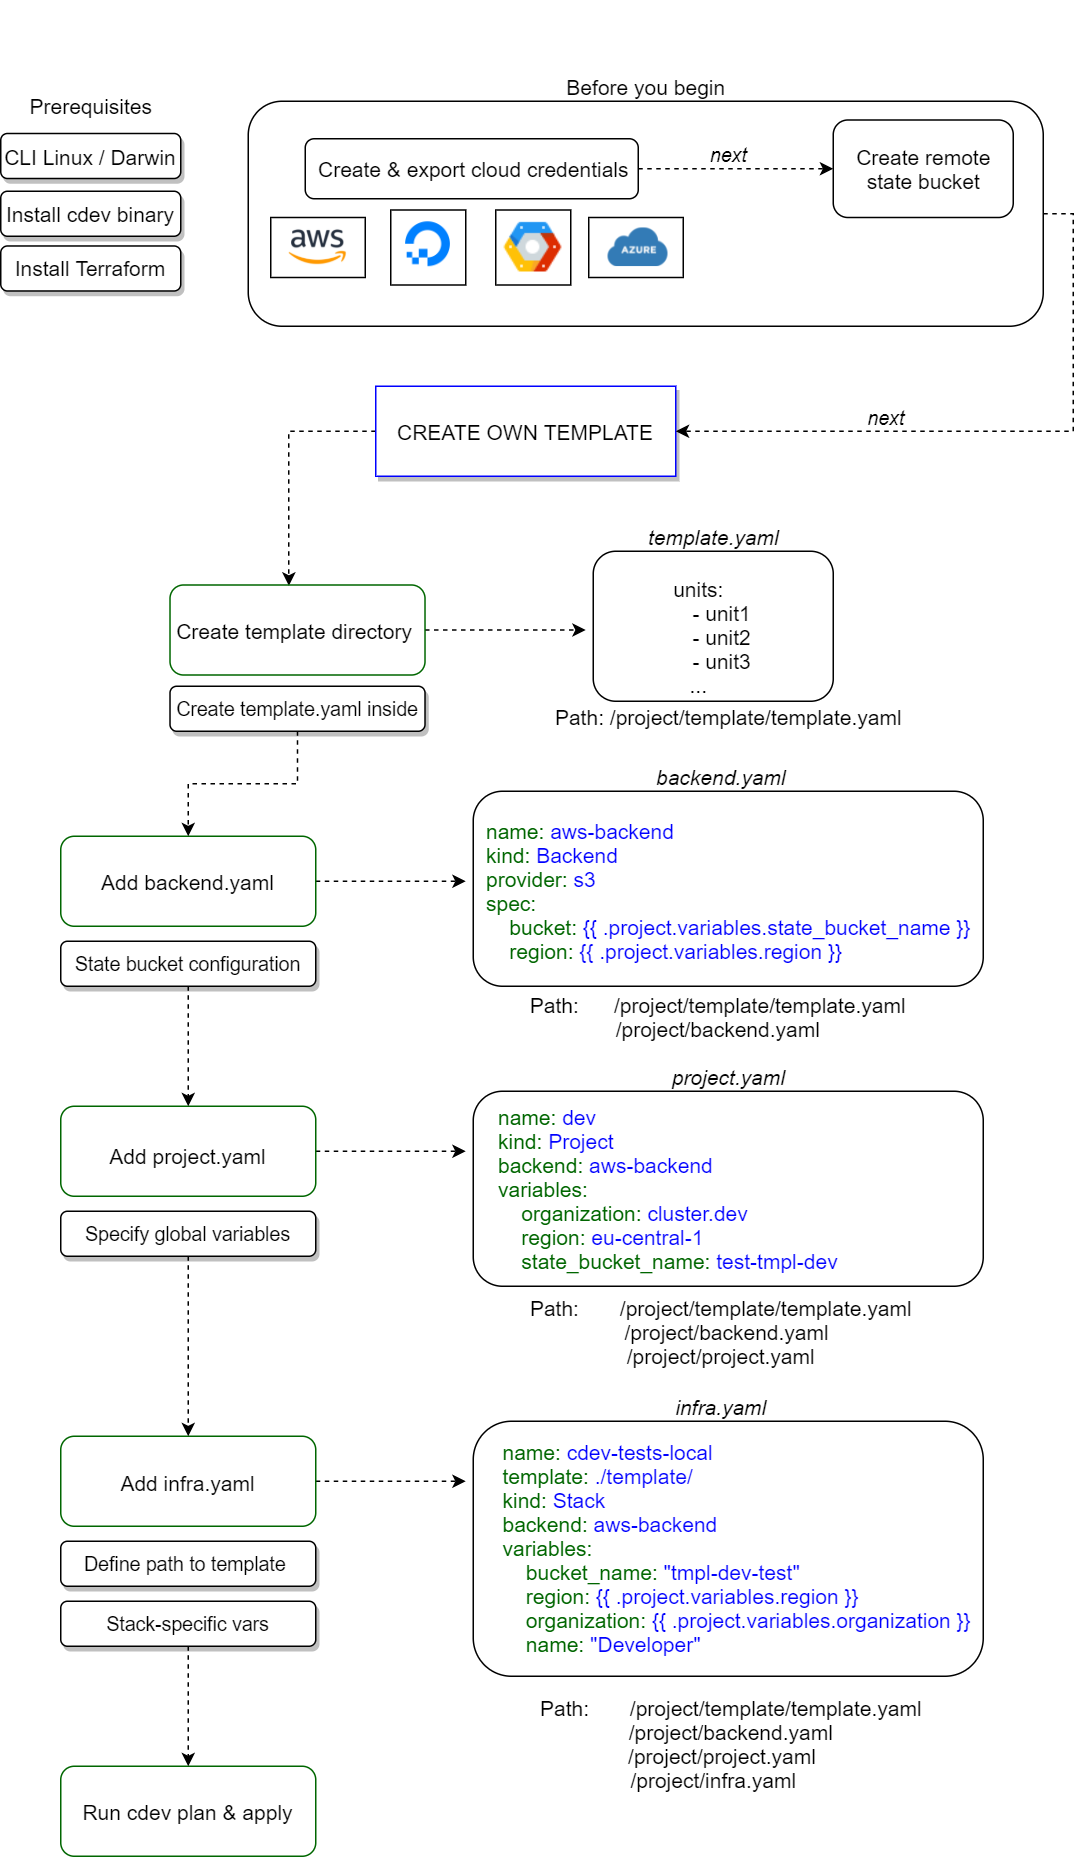 Before you begin
Prerequisites
CLI Linux / Darwin
Install cdev binary
Install Terraform
Create & export cloud credentials
next
Create remote
state bucket
aws
AZURE
next
CREATE OWN TEMPLATE
template.yaml
Create template directory
Create template.yaml inside
units:
- unit1
- unit2
- unit3
...
Path: /project/template/template.yaml
backend.yaml
Add backend.yaml
State bucket configuration
name: aws-backend
kind: Backend
provider: s3
spec:
bucket: {{ .project.variables.state_bucket_name }}
region: {{ .project.variables.region }}
Path: /project/template/template.yaml
/project/backend.yaml
project.yaml
Add project.yaml
Specify global variables
name: dev
kind: Project
backend: aws-backend
variables:
organization: cluster.dev
region: eu-central-1
state_bucket_name: test-tmpl-dev
Path: /project/template/template.yaml
/project/backend.yaml
/project/project.yaml
infra.yaml
Add infra.yaml
Define path to template
Stack-specific vars
name: cdev-tests-local
template: ./template/
kind: Stack
backend: aws-backend
variables:
bucket_name: "tmpl-dev-test"
region: {{ .project.variables.region }}
organization: {{ .project.variables.organization }}
name: "Developer"
Path: /project/template/template.yaml
/project/backend.yaml
/project/project.yaml
/project/infra.yaml
Run cdev plan & apply